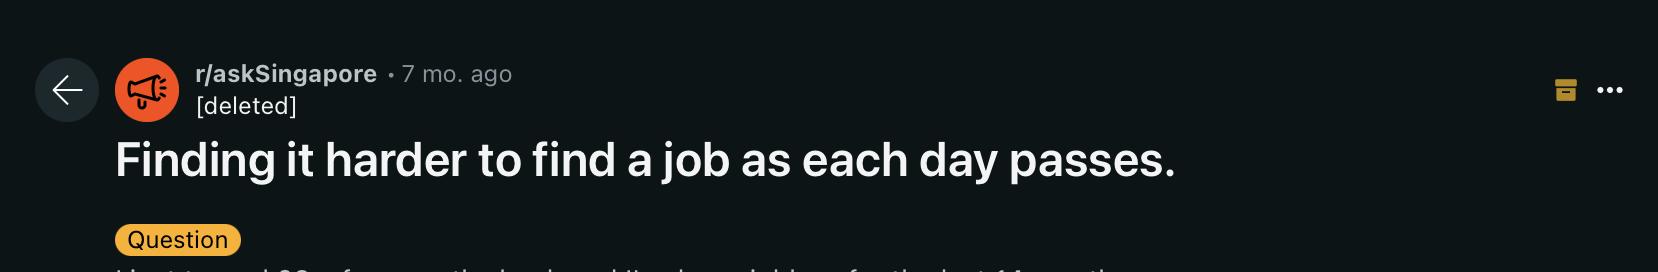 r/askSingapore • 7 mo. ago
[deleted]
Finding it harder to find a job as each day passes.
Question